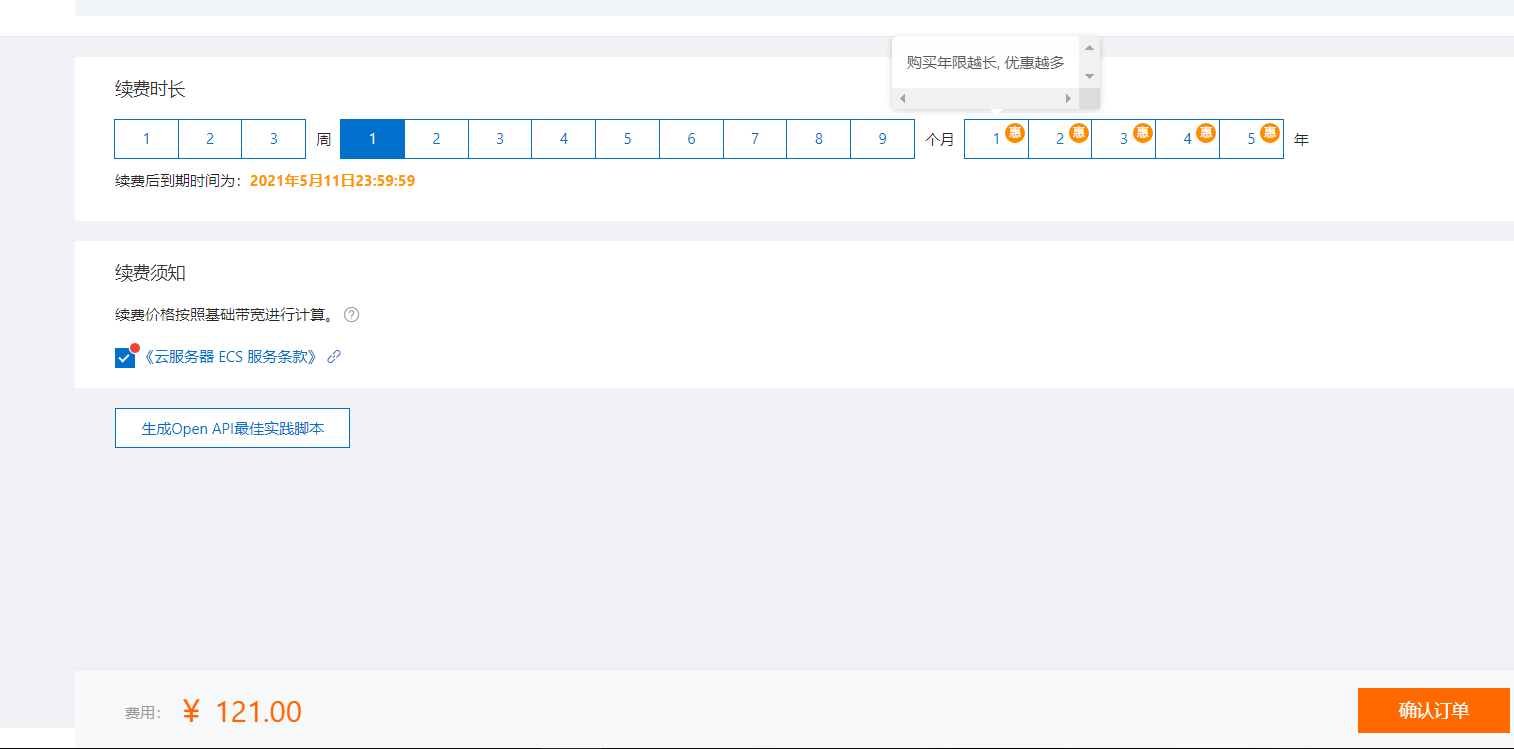 购买年限越长, 优惠越多
续费时长
1 2 3 周 1 2 3 4 5 6 7 8 9 个月 1 惠 2 惠 3 惠 4 惠 5 惠 年
续费后到期时间为: 2021年5月11日23:59:59
续费须知
续费价格按照基础带宽进行计算。 ?
《云服务器 ECS 服务条款》
生成Open API最佳实践脚本
费用: ¥ 121.00
确认订单